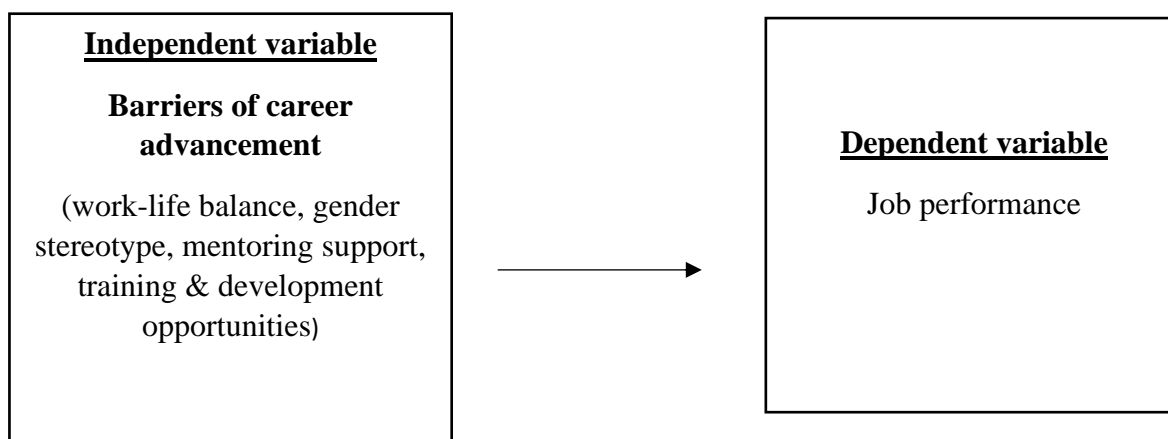 Independent variable
Barriers of career
advancement
(work-life balance, gender
stereotype, mentoring support,
training & development
opportunities)
Dependent variable
Job performance